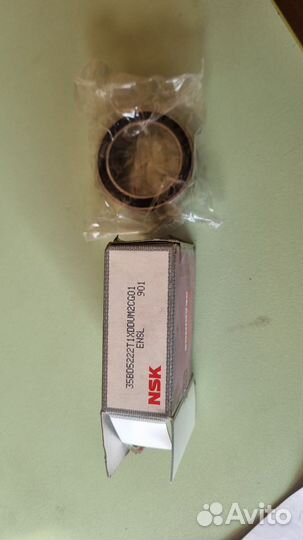 35BD5222T1XDDUM2CG01
901
ENSL
NSK
Avito